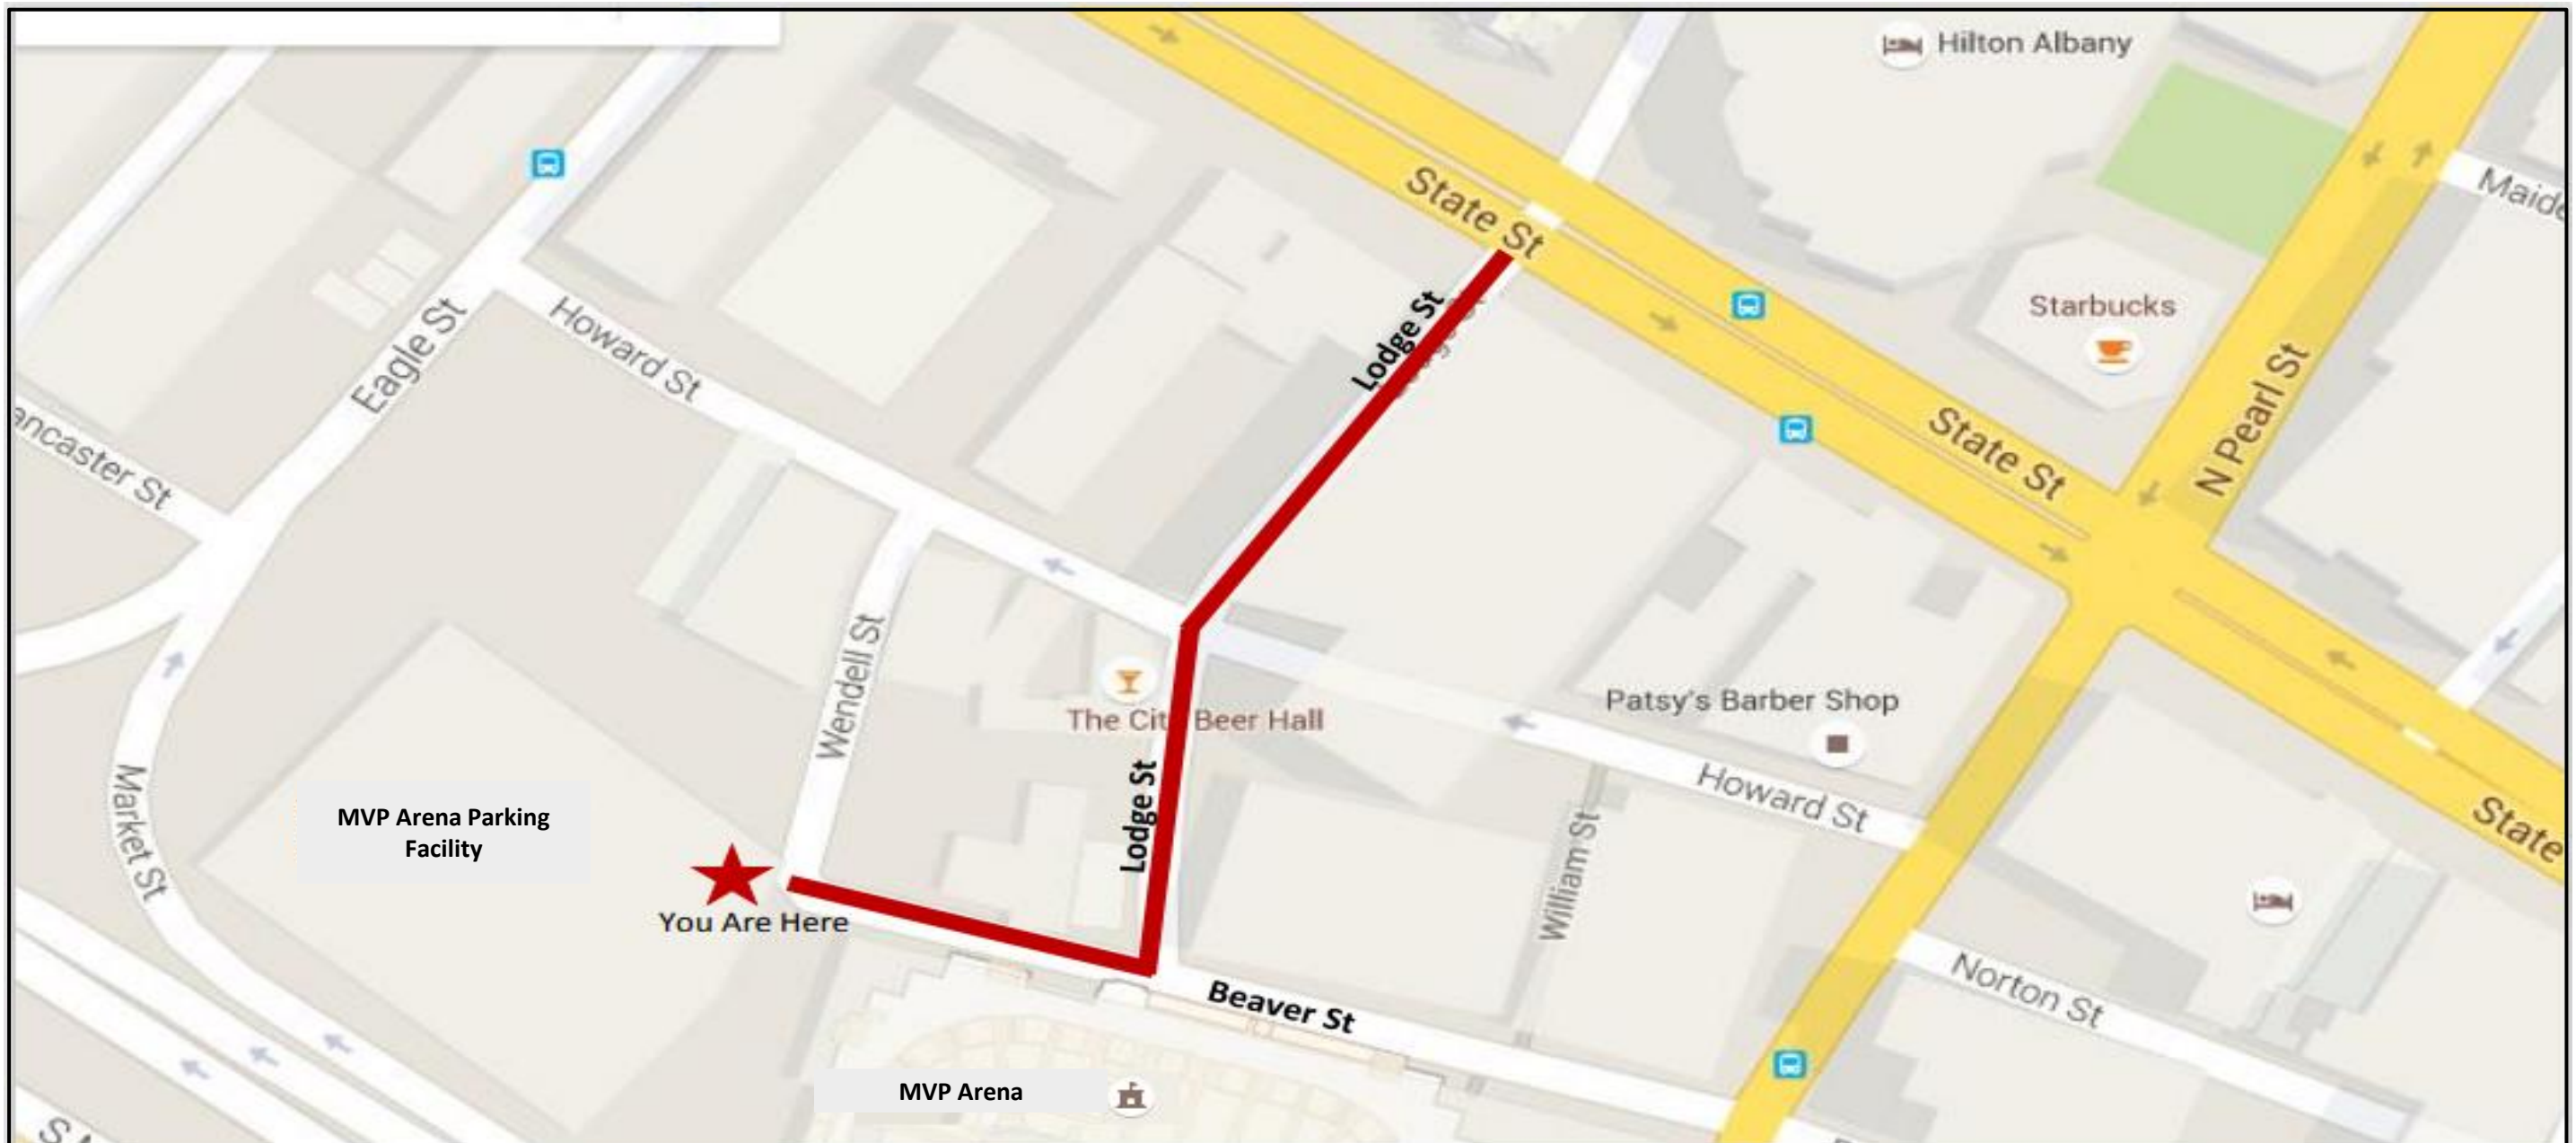 Hilton Albany
Maide
State St
Lodge St
Starbucks
Howard St
Eagle St
N Pearl St
State St
ancaster St
Wendell St
Patsy's Barber Shop
The City Beer Hall
Lodge St
Howard St
State
Market St
MVP Arena Parking
Facility
William St
You Are Here
Norton St
Beaver St
MVP Arena